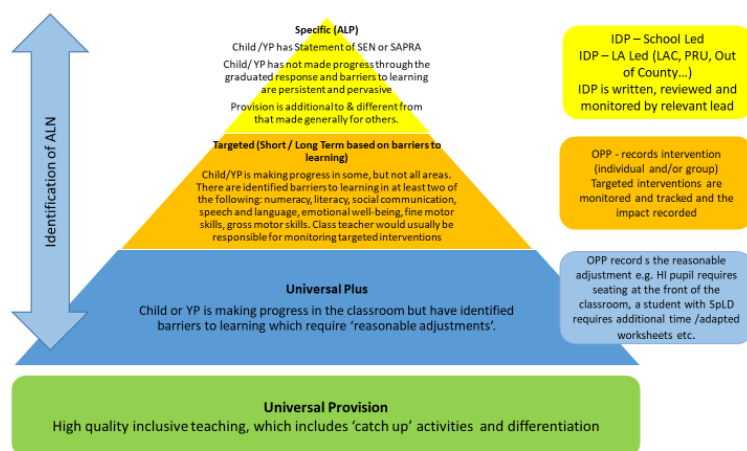 Identification of ALN
Specific (ALP)
Child /YP has Statement of SEN or SAPRA
Child/ YP has not made progress through the
graduated response and barriers to learning
are persistent and pervasive
Provision is additional to & different from
that made generally for others.
IDP – School Led
IDP – LA Led (LAC, PRU, Out
of County...)
IDP is written, reviewed and
monitored by relevant lead
Targeted (Short / Long Term based on barriers to
learning)
Child/YP is making progress in some, but not all areas.
There are identified barriers to learning in at least two of
the following: numeracy, literacy, social communication,
speech and language, emotional well-being, fine motor
skills, gross motor skills. Class teacher would usually be
responsible for monitoring targeted interventions
OPP - records intervention
(individual and/or group)
Targeted interventions are
monitored and tracked and the
impact recorded
Universal Plus
Child or YP is making progress in the classroom but have identified
barriers to learning which require ‘reasonable adjustments’.
OPP record s the reasonable
adjustment e.g. HI pupil requires
seating at the front of the
classroom, a student with SpLD
requires additional time /adapted
worksheets etc.
Universal Provision
High quality inclusive teaching, which includes ‘catch up’ activities and differentiation